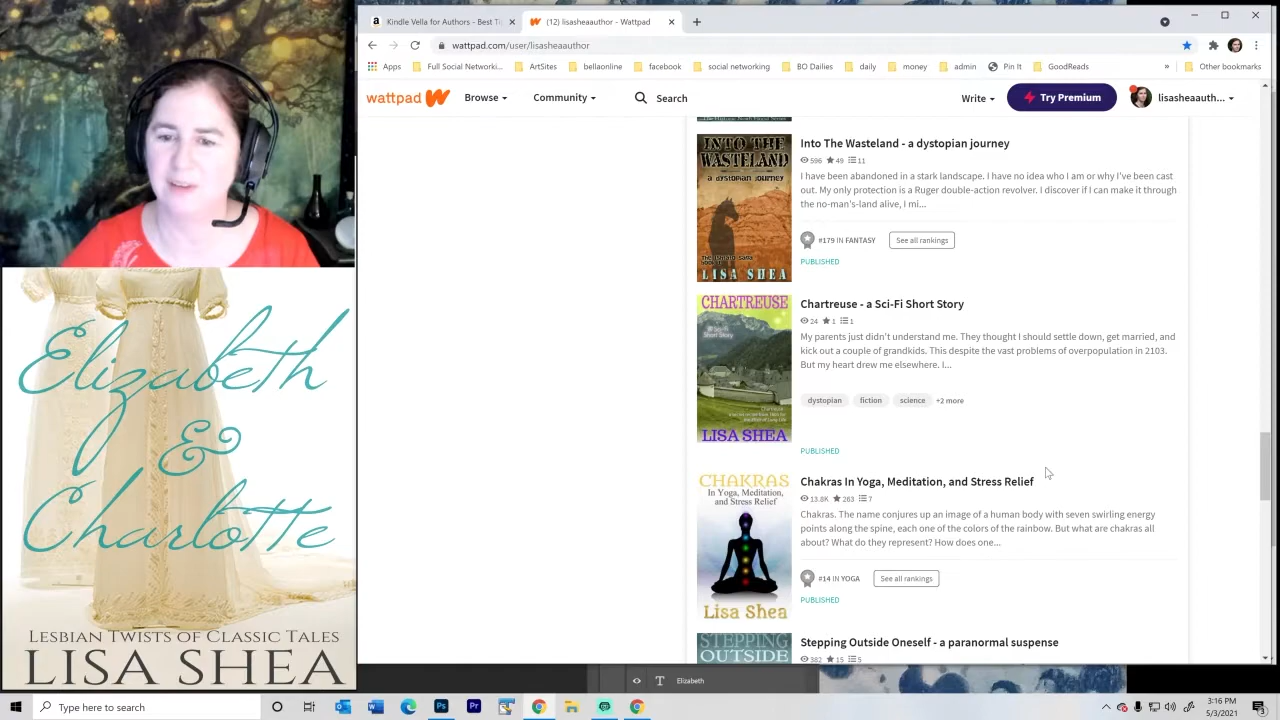 Kindle Vella for Authors - Best Ti
(12) lisasheaauthor - Wattpad
wattpad.com/user/lisasheaauthor
Apps
Full Social Networki...
ArtSites
bellaonline
facebook
social networking
BO Dailies
daily
money
admin
Pin It
GoodReads
»
Other bookmarks
wattpad
Browse
Community
Search
Write
Try Premium
lisasheaauth...
INTO THE
WASTELAND
a dystopian journey
LISA SHEA
Into The Wasteland - a dystopian journey
596 49 11
I have been abandoned in a stark landscape. I have no idea who I am or why I've been cast
out. My only protection is a Ruger double-action revolver. I discover if I can make it through
the no-man's-land alive, I mi...
#179 IN FANTASY
See all rankings
PUBLISHED
CHARTREUSE
a Sci-Fi
Short Story
LISA SHEA
Chartreuse - a Sci-Fi Short Story
24 1 1
My parents just didn't understand me. They thought I should settle down, get married, and
kick out a couple of grandkids. This despite the vast problems of overpopulation in 2103.
But my heart drew me elsewhere. I...
dystopian fiction science +2 more
PUBLISHED
CHAKRAS
In Yoga, Meditation,
and Stress Relief
Lisa Shea
Chakras In Yoga, Meditation, and Stress Relief
13.8K 263 7
Chakras. The name conjures up an image of a human body with seven swirling energy
points along the spine, each one of the colors of the rainbow. But what are chakras all
about? What do they represent? How does one...
#14 IN YOGA
See all rankings
PUBLISHED
STEPPING
OUTSIDE
Stepping Outside Oneself - a paranormal suspense
382 15 5
Elizabeth
&
Charlotte
LESBIAN TWISTS OF CLASSIC TALES
LISA SHEA
T Elizabeth
Type here to search
3:16 PM
5/3/2021